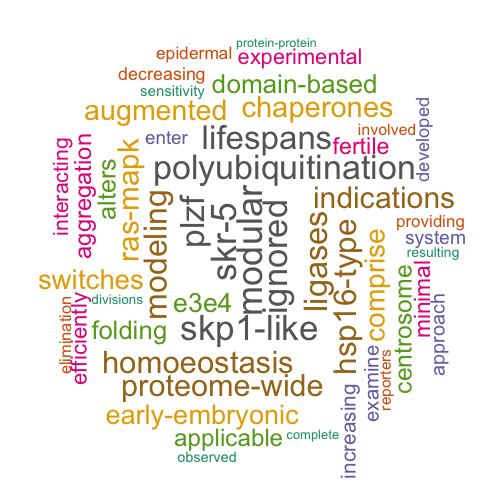 protein-protein
epidermal
experimental
decreasing
domain-based
sensitivity
augmented
chaperones
developed
enter
lifespans
involved
fertile
interacting
aggregation
alters
ras-mapk
polyubiquitination
modeling
plzf
skr-5
modular
ignored
ligases
indications
hsp16-type
comprise
providing
system
resulting
switches
divisions
e3e4
centrosome
minimal
approach
elimination
efficiently
folding
skp1-like
homoeostasis
examine
reporters
proteome-wide
increasing
early-embryonic
applicable
complete
observed